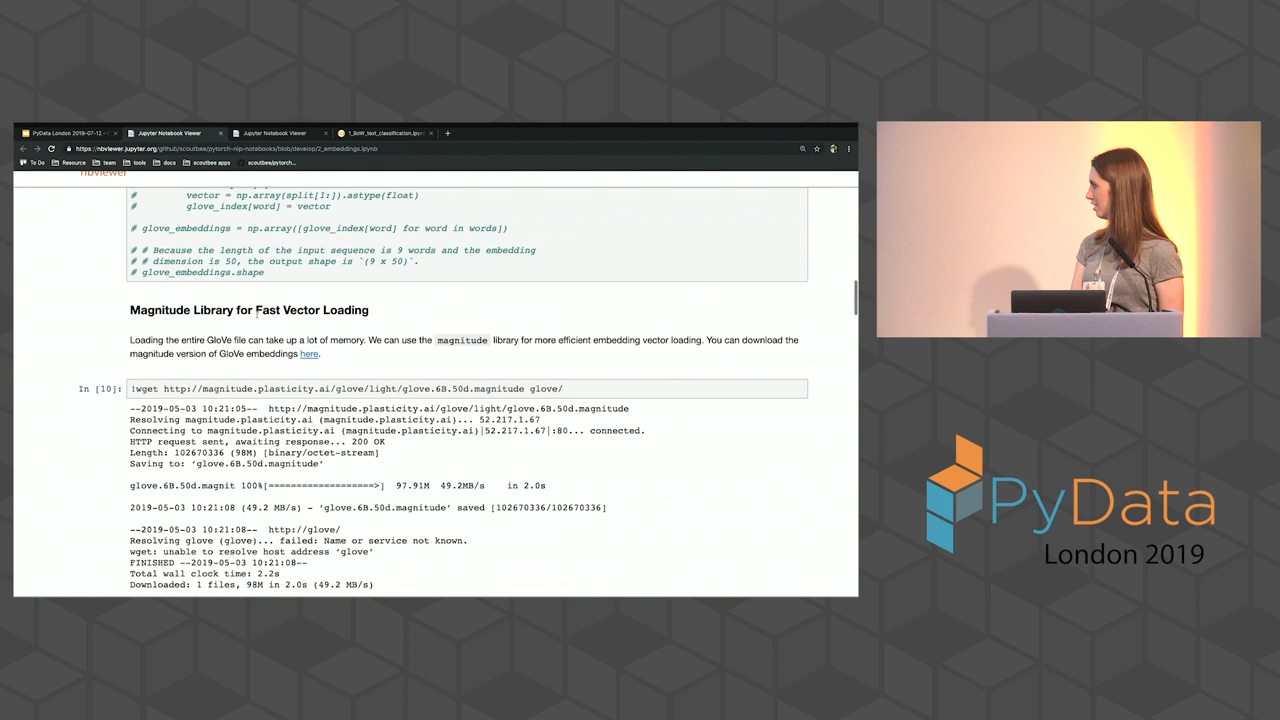 PyData London 2019-07-12 -
Jupyter Notebook Viewer
Jupyter Notebook Viewer
1_BoW_text_classification.ipyn
https://nbviewer.jupyter.org/github/scoutbee/pytorch-nlp-notebooks/blob/develop/2_embeddings.ipynb
To Do
Resource
team
tools
docs
scoutbee apps
scoutbee/pytorch...
nbviewer
# vector = np.array(split[1:]).astype(float)
# glove_index[word] = vector
# glove_embeddings = np.array([glove_index[word] for word in words])
# # Because the length of the input sequence is 9 words and the embedding
# # dimension is 50, the output shape is `(9 x 50)`.
# glove_embeddings.shape
Magnitude Library for Fast Vector Loading
Loading the entire GloVe file can take up a lot of memory. We can use the magnitude library for more efficient embedding vector loading. You can download the
magnitude version of GloVe embeddings here.
In [10]: !wget http://magnitude.plasticity.ai/glove/light/glove.6B.50d.magnitude glove/
--2019-05-03 10:21:05-- http://magnitude.plasticity.ai/glove/light/glove.6B.50d.magnitude
Resolving magnitude.plasticity.ai (magnitude.plasticity.ai)... 52.217.1.67
Connecting to magnitude.plasticity.ai (magnitude.plasticity.ai)|52.217.1.67|:80... connected.
HTTP request sent, awaiting response... 200 OK
Length: 102670336 (98M) [binary/octet-stream]
Saving to: ‘glove.6B.50d.magnitude’
glove.6B.50d.magnit 100%[===================>] 97.91M 49.2MB/s in 2.0s
2019-05-03 10:21:08 (49.2 MB/s) - ‘glove.6B.50d.magnitude’ saved [102670336/102670336]
--2019-05-03 10:21:08-- http://glove/
Resolving glove (glove)... failed: Name or service not known.
wget: unable to resolve host address ‘glove’
FINISHED --2019-05-03 10:21:08--
Total wall clock time: 2.2s
Downloaded: 1 files, 98M in 2.0s (49.2 MB/s)
PyData
London 2019